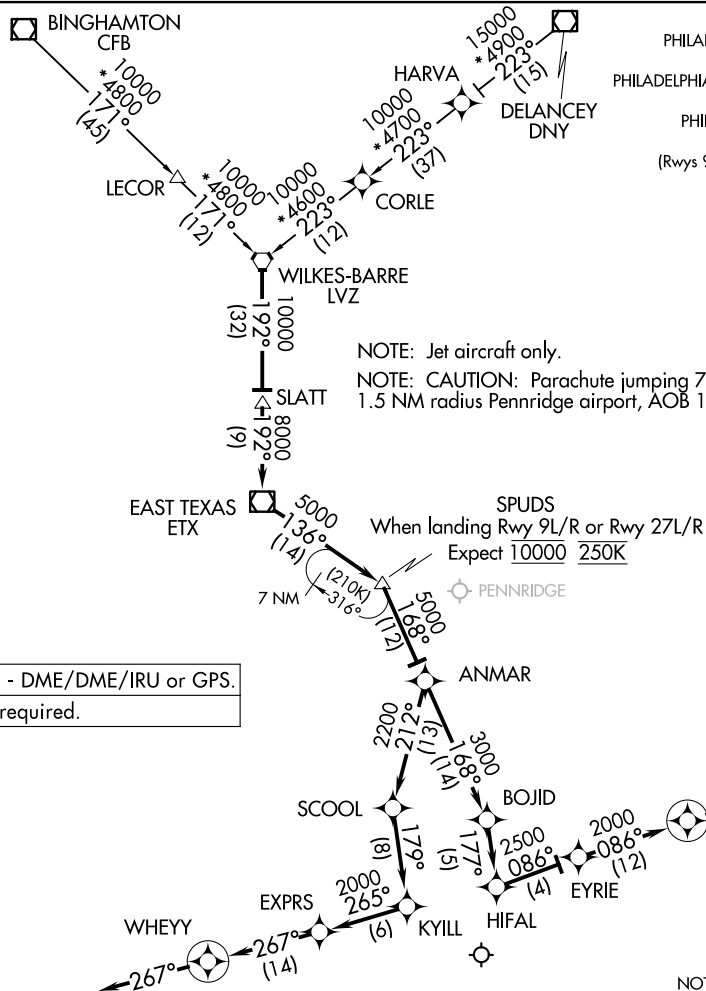 BINGHAMTON
CFB
10000
*4800
171°
(45)
LECOR
10000
*4800
171°
(12)
15000
*4900
223°
(15)
HARVA
DELANCEY
DNY
10000
*4700
223°
(37)
CORLE
10000
*4600
223°
(12)
PHILAD
PHILADELPHIA
PHIL
(Rwys 9
WILKES-BARRE
LVZ
10000
192°
(32)
NOTE: Jet aircraft only.
NOTE: CAUTION: Parachute jumping 7
1.5 NM radius Pennridge airport, AOB 1
SLATT
8000
192°
(9)
EAST TEXAS
ETX
5000
136°
(14)
SPUDS
When landing Rwy 9L/R or Rwy 27L/R
Expect 10000 250K
(210K)
316°
7 NM
PENNRIDGE
5000
168°
(12)
- DME/DME/IRU or GPS.
required.
ANMAR
2200
212°
(13)
3000
168°
(14)
SCOOL
BOJID
179°
(8)
177°
(5)
2500
086°
(4)
2000
086°
(12)
EYRIE
HIFAL
EXPRS
2000
265°
(6)
KYILL
WHEYY
267°
(14)
267°
NOT